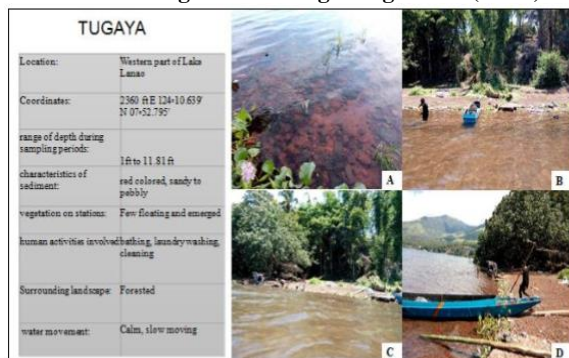 TUGAYA
Location:
Western part of Lake
Lanao
Coordinates:
2360 ft E 124•10.639'
N 07•52.795'
range of depth during
sampling periods:
1ft to 11.81 ft
characteristics of
sediment:
red colored, sandy to
pebbly
vegetation on stations:
Few floating and emerged
human activities involved
bathing, laundry washing,
cleaning
Surrounding landscape:
Forested
water movement:
Calm, slow moving
A
B
C
D